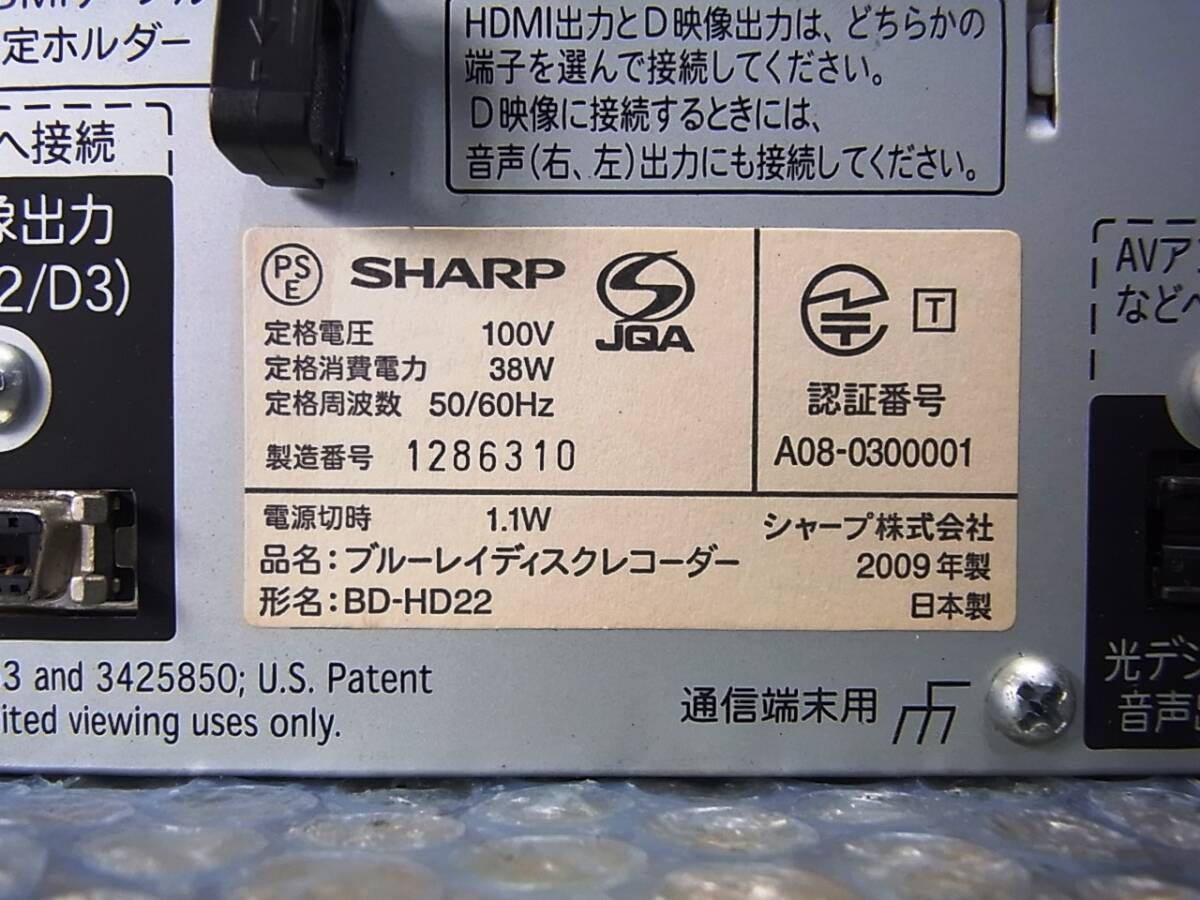 定ホルダー
へ接続
像出力
2/D3)
HDMI出力とD映像出力は、どちらかの
端子を選んで接続してください。
D映像に接続するときには、
音声(右、左)出力にも接続してください。
PS
E
SHARP
JQA
定格電圧 100V
定格消費電力 38W
定格周波数 50/60Hz
製造番号 1286310
T
認証番号
A08-0300001
電源切時 1.1W
品名:ブルーレイディスクレコーダー
形名:BD-HD22
シャープ株式会社
2009年製
日本製
AVア
などへ
3 and 3425850; U.S. Patent
ited viewing uses only.
通信端末用
光デジ
音声